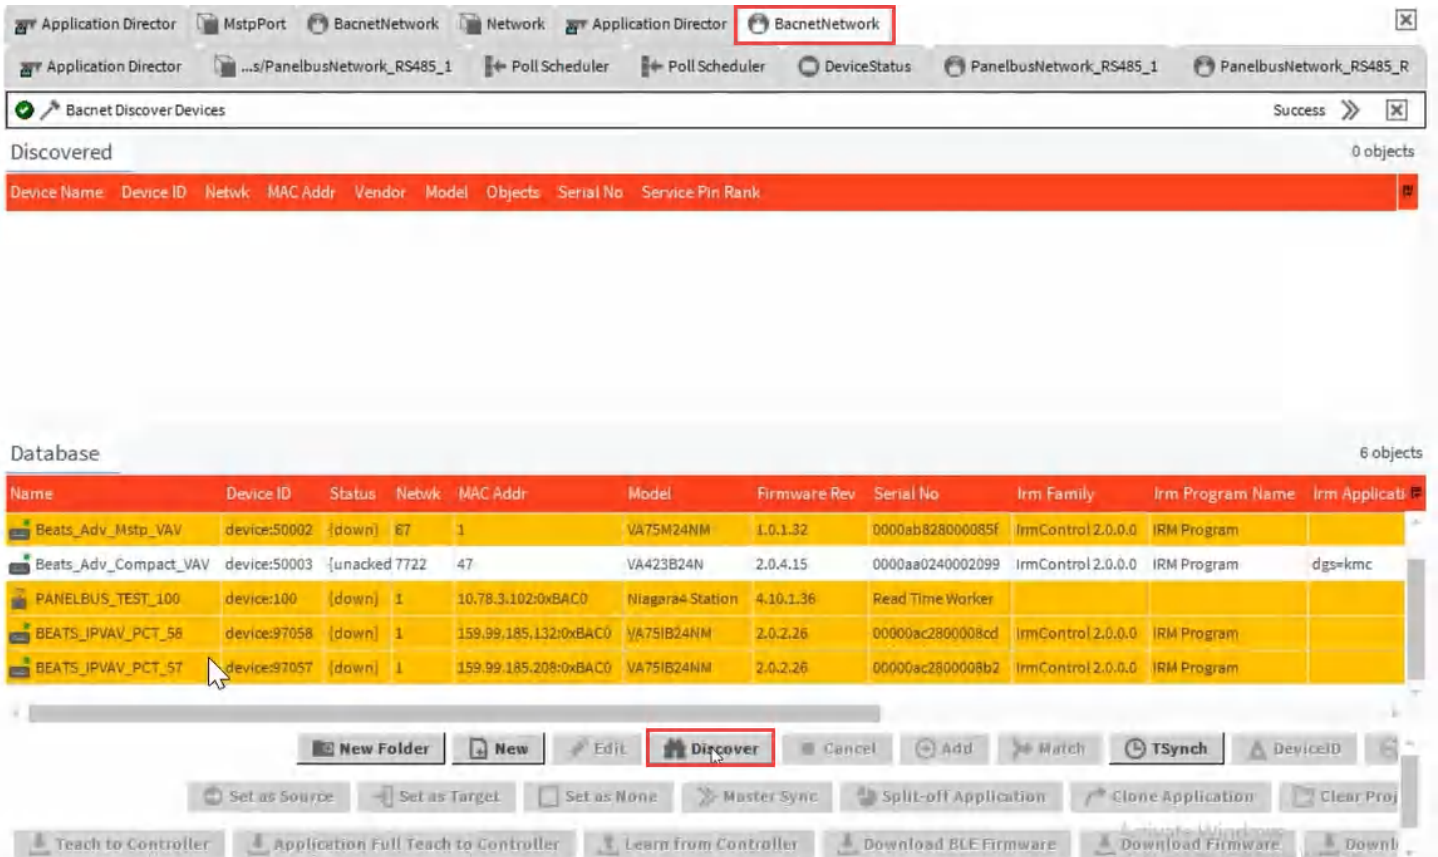 Application Director MstpPort BacnetNetwork Network Application Director BacnetNetwork
Application Director ...s/PanelbusNetwork_RS485_1 Poll Scheduler Poll Scheduler DeviceStatus PanelbusNetwork_RS485_1 PanelbusNetwork_RS485_R
Bacnet Discover Devices Success
Discovered 0 objects
Device Name Device ID Netwk MAC Addr Vendor Model Objects Serial No Service Pin Rank
Database 6 objects
Name Device ID Status Netwk MAC Addr Model Firmware Rev Serial No Irm Family Irm Program Name Irm Applicati
Beats_Adv_Mstp_VAV device:50002 {down} 67 1 VA75M24NM 1.0.1.32 0000ab828000085f IrmControl 2.0.0.0 IRM Program
Beats_Adv_Compact_VAV device:50003 {unacked 7722 47 VA423B24N 2.0.4.15 0000aa0240002099 IrmControl 2.0.0.0 IRM Program dgs=kmc
PANELBUS_TEST_100 device:100 {down} 1 10.78.3.102:0xBAC0 Niagara4 Station 4.10.1.36 Read Time Worker
BEATS_IPVAV_PCT_58 device:97058 {down} 1 159.99.185.132:0xBAC0 VA75IB24NM 2.0.2.26 00000ac2800008cd IrmControl 2.0.0.0 IRM Program
BEATS_IPVAV_PCT_57 device:97057 {down} 1 159.99.185.208:0xBAC0 VA75IB24NM 2.0.2.26 00000ac2800008b2 IrmControl 2.0.0.0 IRM Program
New Folder New Edit Discover Cancel Add Match TSynch DeviceID
Set as Source Set as Target Set as None Master Sync Split-off Application Clone Application Clear Proj
Activate Windows
Teach to Controller Application Full Teach to Controller Learn from Controller Download BLE Firmware Download Firmware Downl